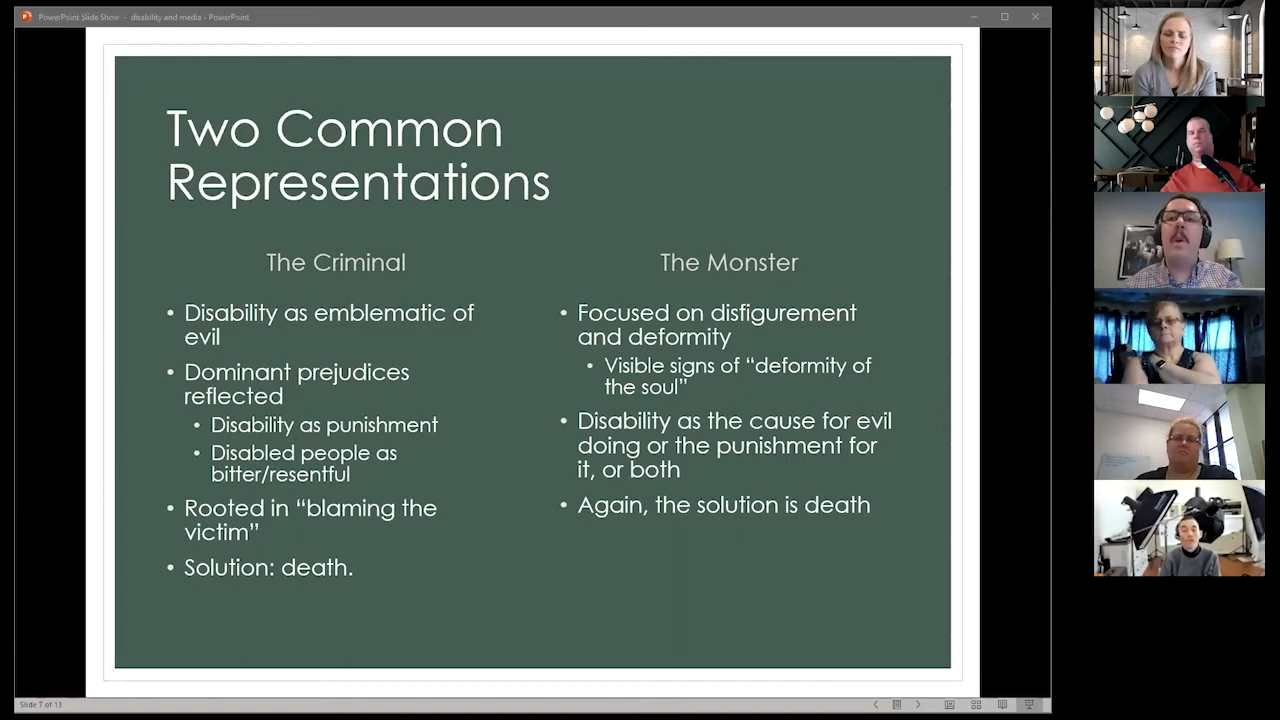 PowerPoint Slide Show - disability and media - PowerPoint
Two Common
Representations
The Criminal
• Disability as emblematic of
evil
• Dominant prejudices
reflected
• Disability as punishment
• Disabled people as
bitter/resentful
• Rooted in “blaming the
victim”
• Solution: death.
The Monster
• Focused on disfigurement
and deformity
• Visible signs of “deformity of
the soul”
• Disability as the cause for evil
doing or the punishment for
it, or both
• Again, the solution is death
Slide 7 of 13